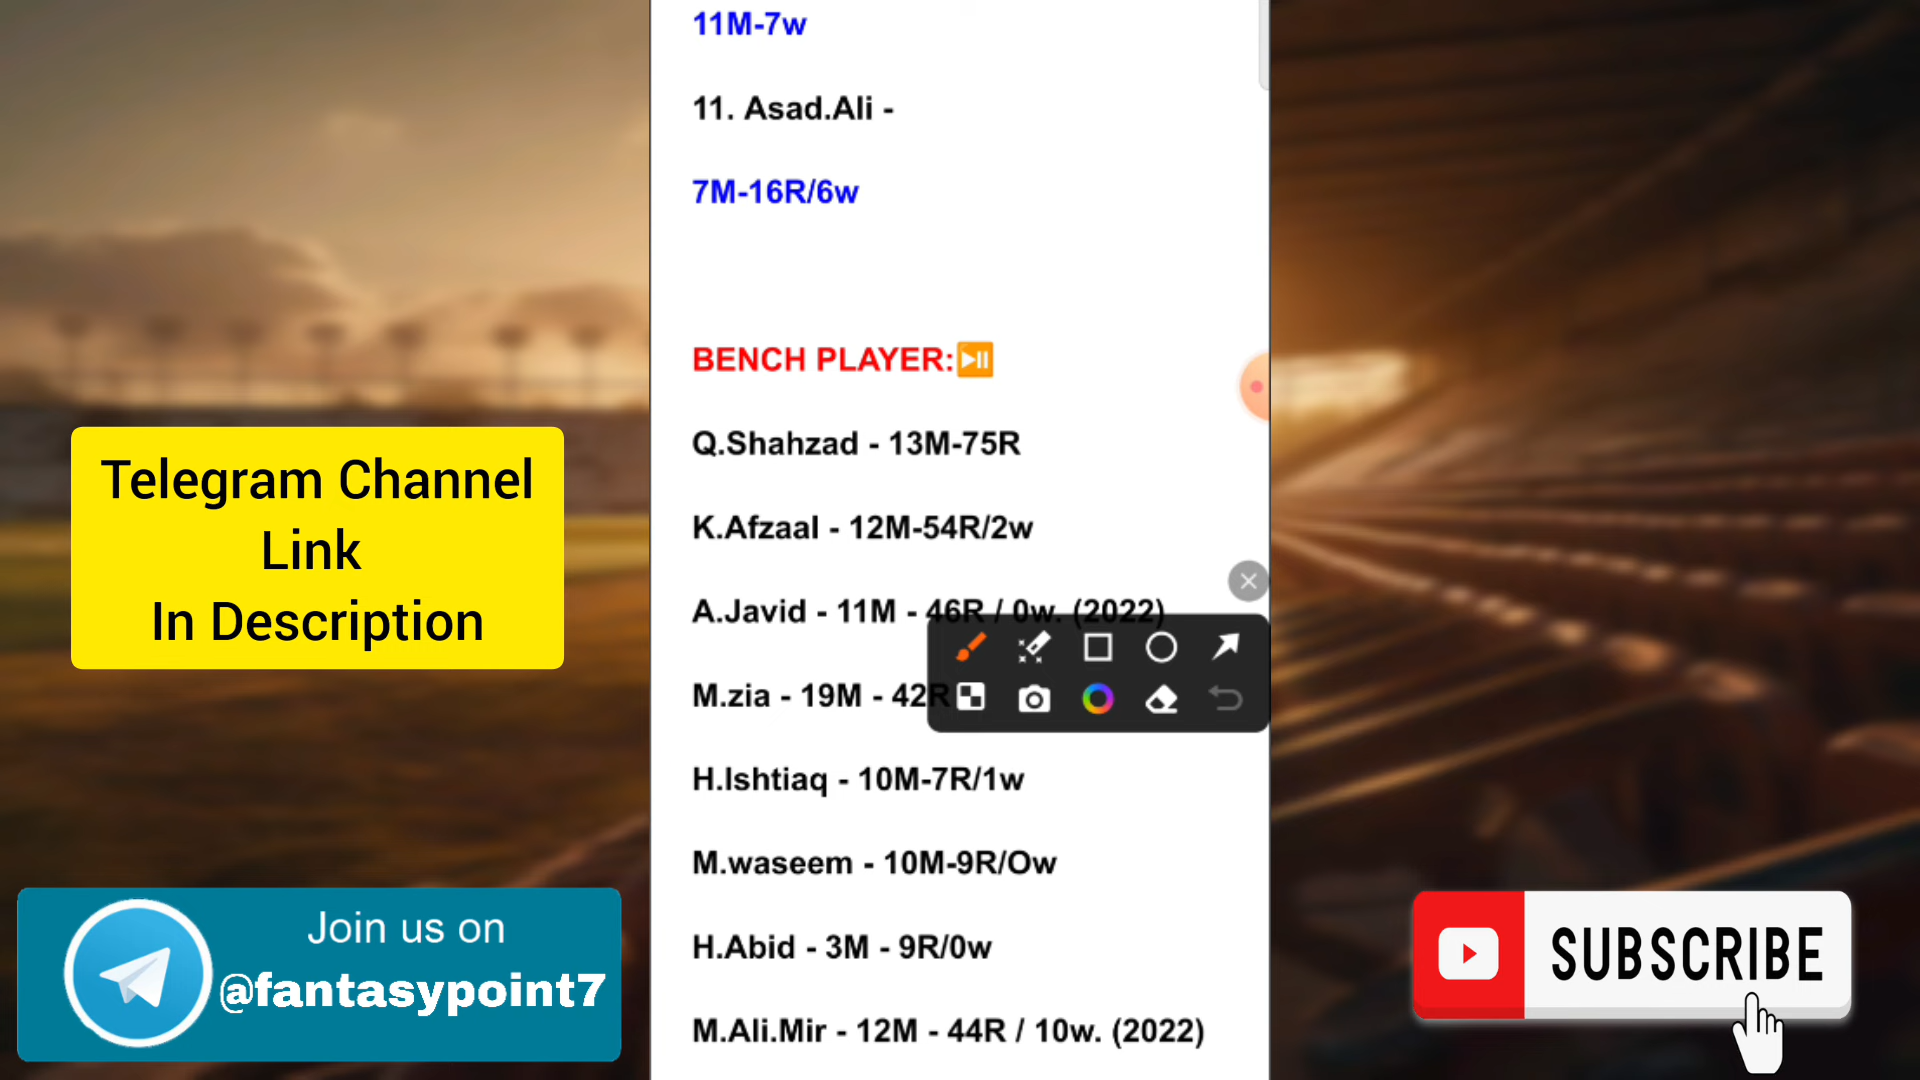 11M-7w
11. Asad.Ali -
7M-16R/6w
BENCH PLAYER:
Q.Shahzad - 13M-75R
K.Afzaal - 12M-54R/2w
A.Javid - 11M - 46R / 0w. (2022)
M.zia - 19M - 42R
H.Ishtiaq - 10M-7R/1w
M.waseem - 10M-9R/Ow
H.Abid - 3M - 9R/0w
M.Ali.Mir - 12M - 44R / 10w. (2022)
Telegram Channel
Link
In Description
Join us on
@fantasypoint7
SUBSCRIBE